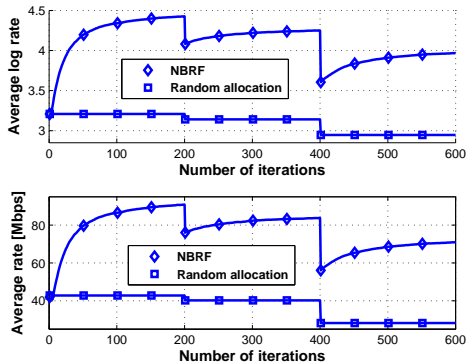 4.5
4
3.5
3
Average log rate
NBRF
Random allocation
0 100 200 300 400 500 600
Number of iterations
80
60
40
Average rate [Mbps]
NBRF
Random allocation
0 100 200 300 400 500 600
Number of iterations